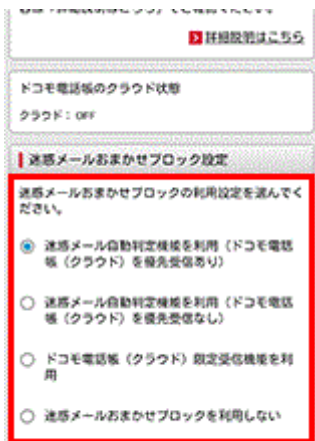 詳細説明はこちら
ドコモ電話帳のクラウド状態
クラウド：OFF
迷惑メールおまかせブロック設定
迷惑メールおまかせブロックの利用設定を選んでく
ださい。
迷惑メール自動判定機能を利用（ドコモ電話
帳（クラウド）を優先受信あり）
迷惑メール自動判定機能を利用（ドコモ電話
帳（クラウド）を優先受信なし）
ドコモ電話帳（クラウド）限定受信機能を利
用
迷惑メールおまかせブロックを利用しない